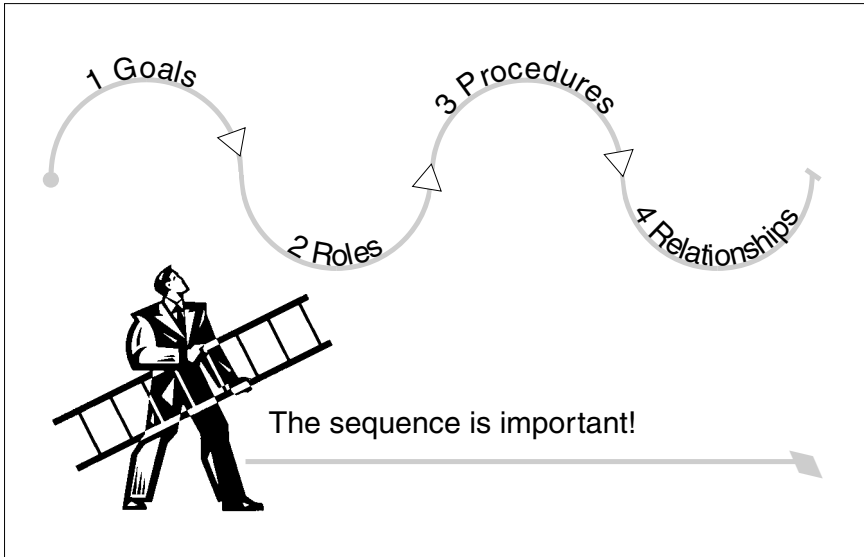 1 Goals
2 Roles
3 Procedures
4 Relationships
The sequence is important!